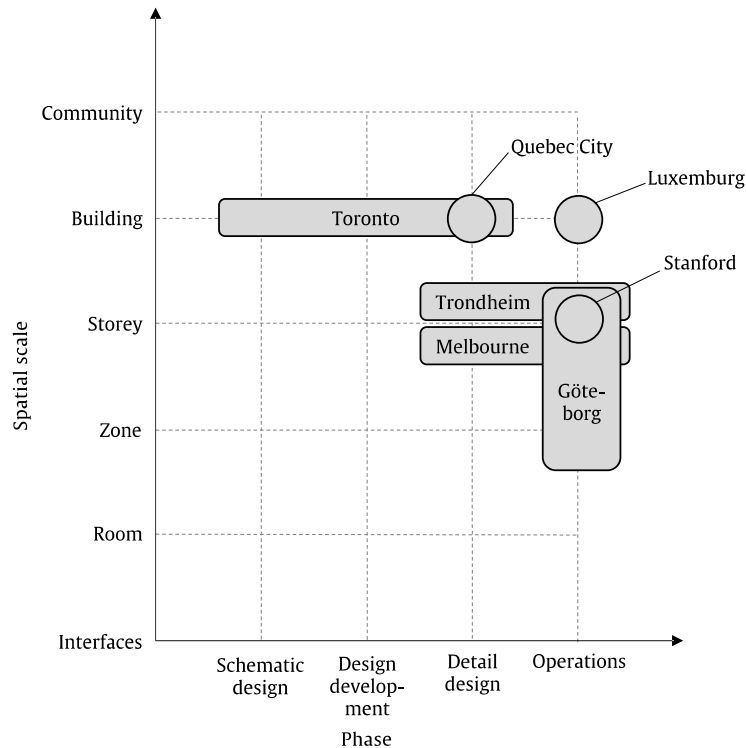 Community
Quebec City
Luxemburg
Building
Toronto
Stanford
Trondheim
Storey
Melbourne
Spatial scale
Göte-
borg
Zone
Room
Interfaces
Schematic
design
Design
develop-
ment
Detail
design
Operations
Phase